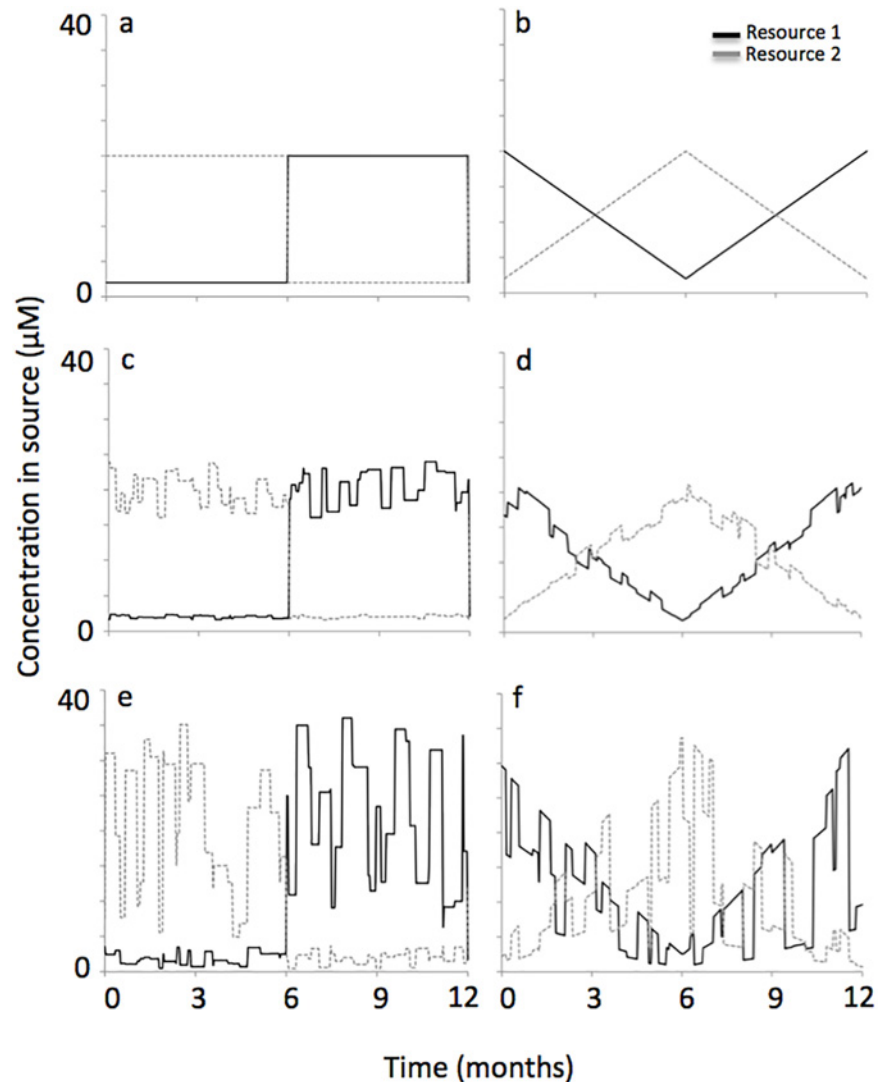 40
a
b
Resource 1
Resource 2
0
40
c
d
0
40
e
f
0
0
3
6
9
12
0
3
6
9
12
Concentration in source (μM)
Time (months)